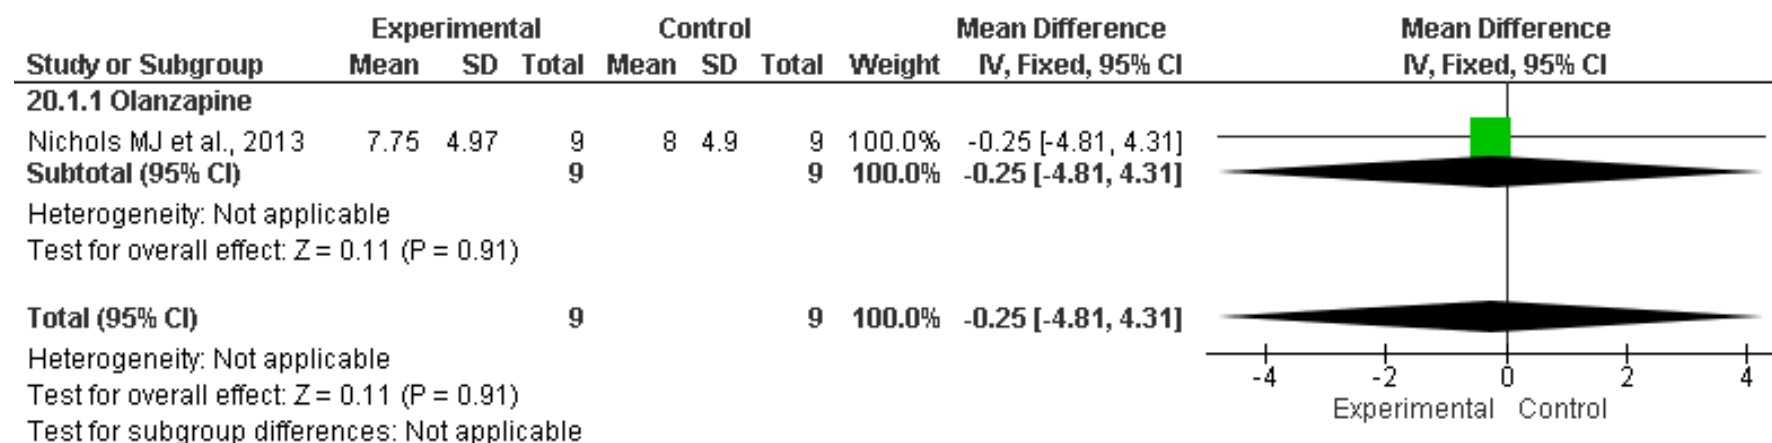 Experimental Control Mean Difference Mean Difference
Study or Subgroup Mean SD Total Mean SD Total Weight IV, Fixed, 95% CI IV, Fixed, 95% CI
20.1.1 Olanzapine
Nichols MJ et al., 2013 7.75 4.97 9 8 4.9 9 100.0% -0.25 [-4.81, 4.31]
Subtotal (95% CI) 9 9 100.0% -0.25 [-4.81, 4.31]
Heterogeneity: Not applicable
Test for overall effect: Z = 0.11 (P = 0.91)
Total (95% CI) 9 9 100.0% -0.25 [-4.81, 4.31]
Heterogeneity: Not applicable
Test for overall effect: Z = 0.11 (P = 0.91)
Test for subgroup differences: Not applicable
-4 -2 0 2 4
Experimental Control